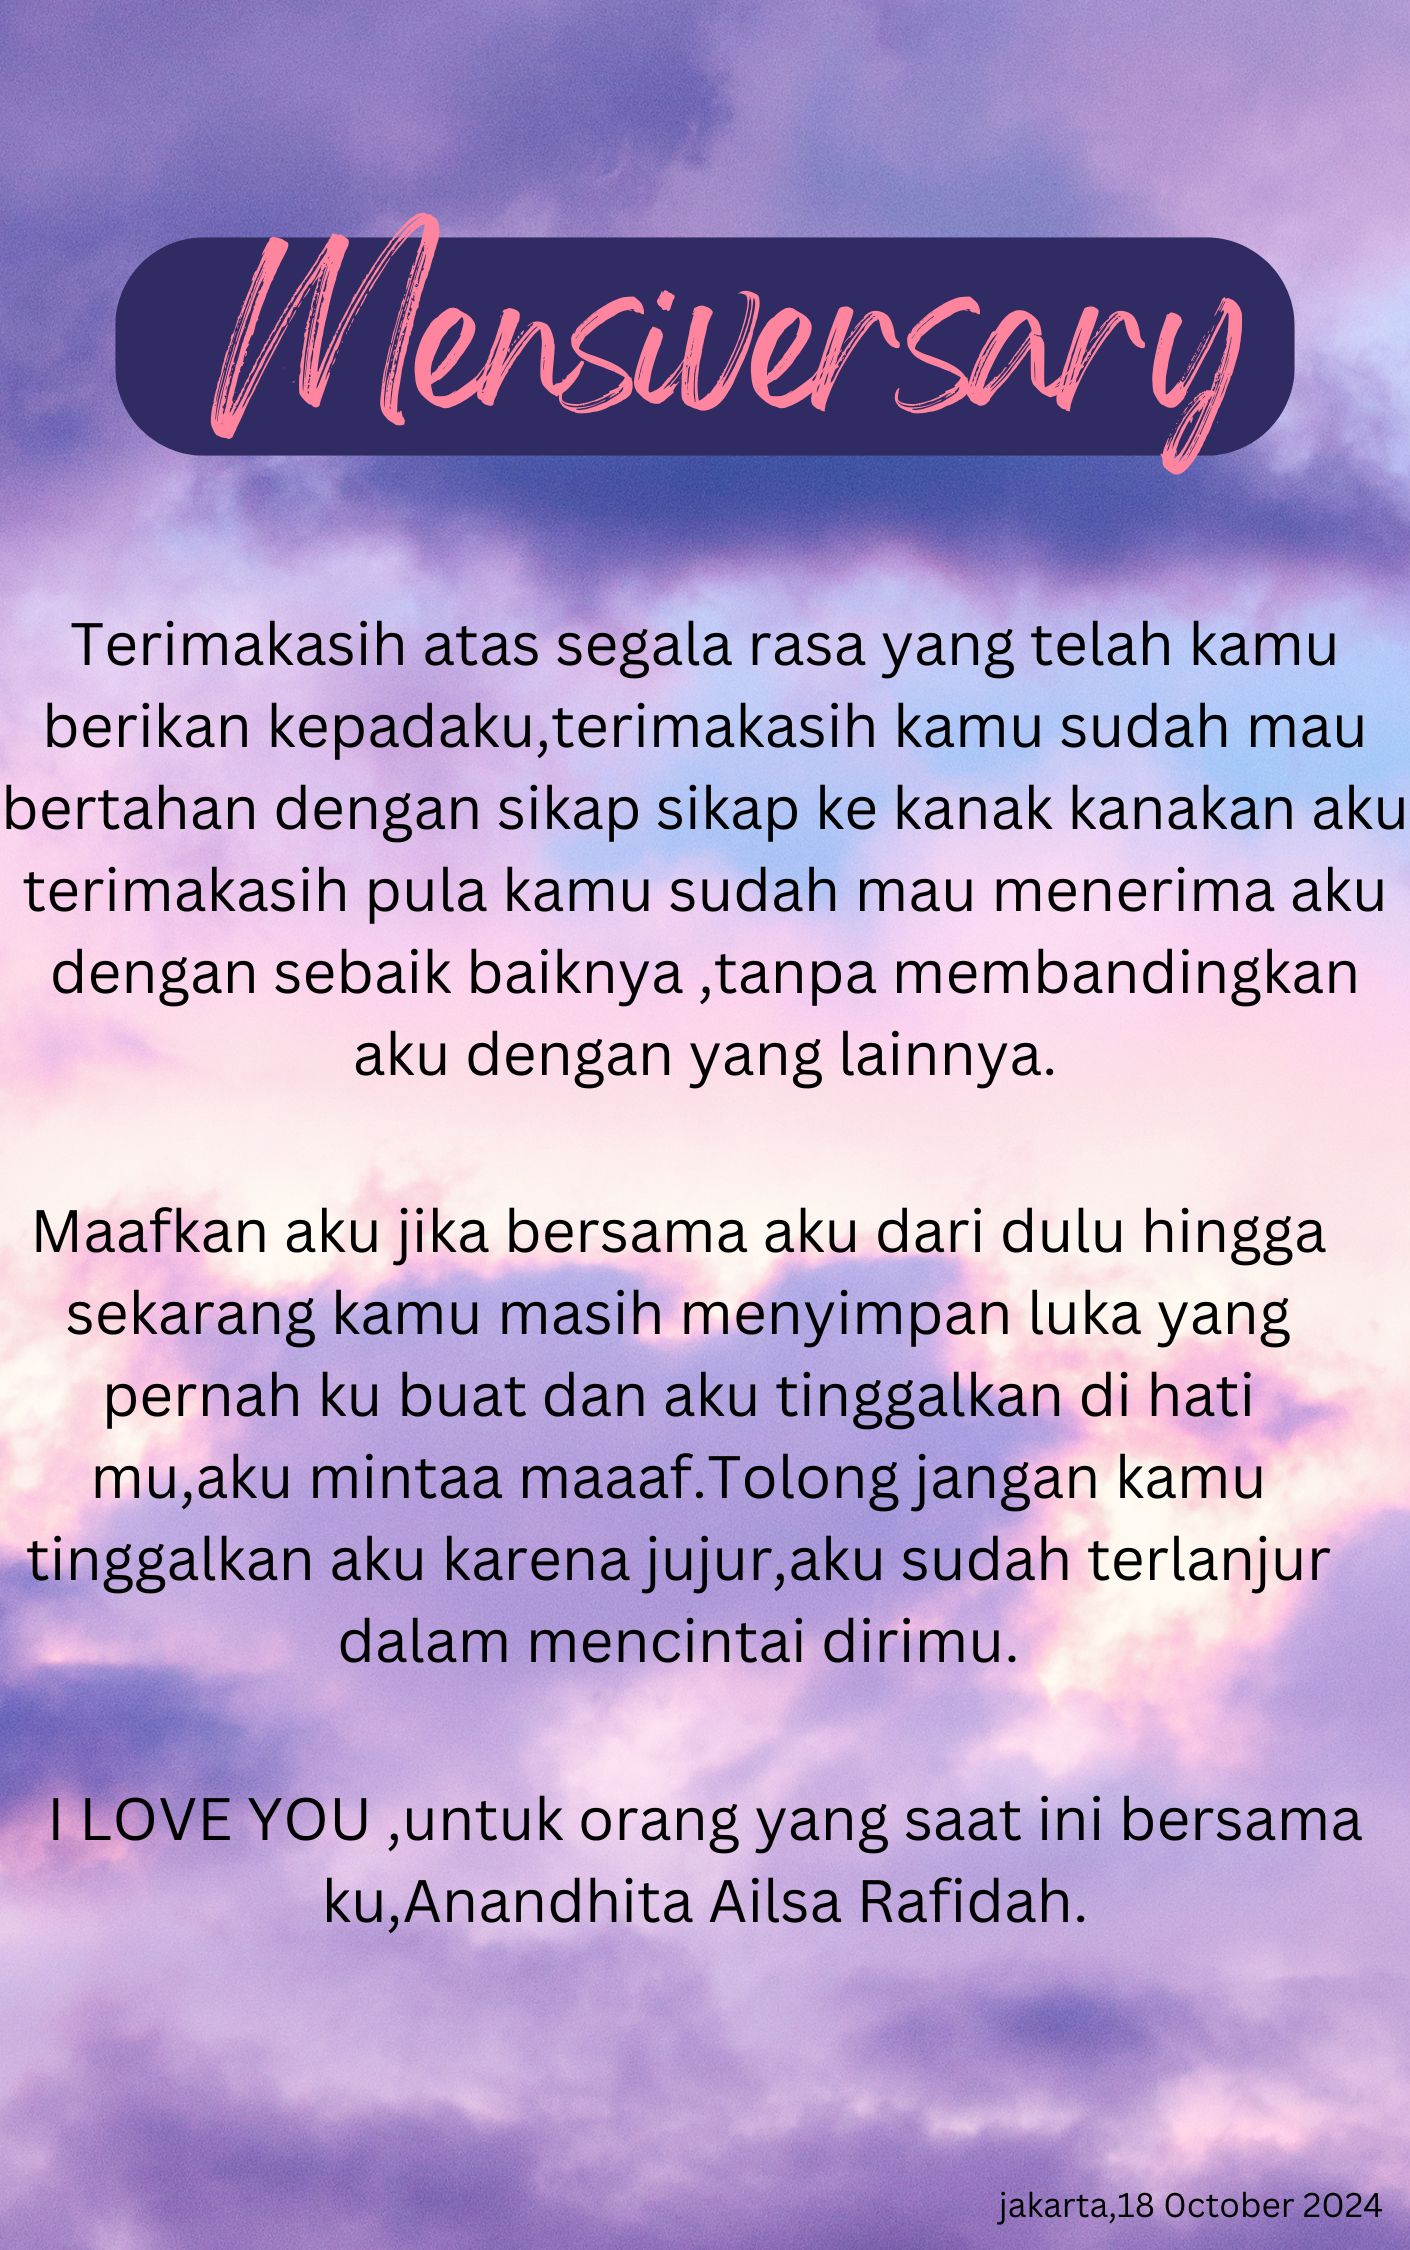 Mensiversary
Terimakasih atas segala rasa yang telah kamu
berikan kepadaku,terimakasih kamu sudah mau
bertahan dengan sikap sikap ke kanak kanakan aku
terimakasih pula kamu sudah mau menerima aku
dengan sebaik baiknya ,tanpa membandingkan
aku dengan yang lainnya.
Maafkan aku jika bersama aku dari dulu hingga
sekarang kamu masih menyimpan luka yang
pernah ku buat dan aku tinggalkan di hati
mu,aku mintaa maaaf.Tolong jangan kamu
tinggalkan aku karena jujur,aku sudah terlanjur
dalam mencintai dirimu.
I LOVE YOU ,untuk orang yang saat ini bersama
ku,Anandhita Ailsa Rafidah.
jakarta,18 October 2024